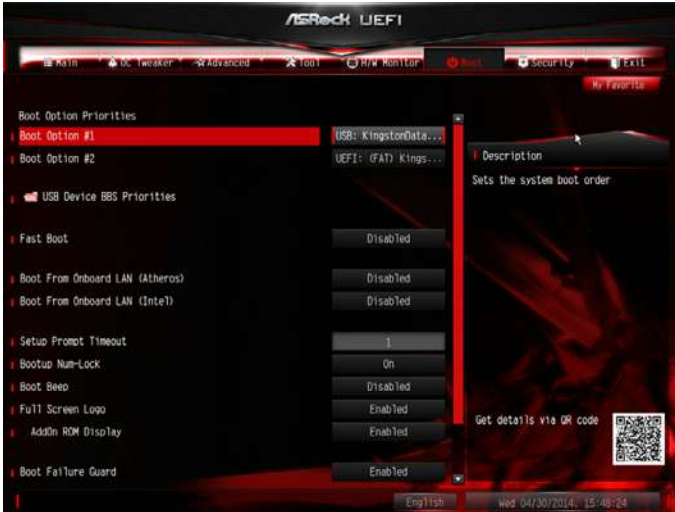 ASRock UEFI
Main OC Tweaker Advanced Tool H/W Monitor Boot Security Exit
My Favorite
Boot Option Priorities
Boot Option #1 USB: KingstonData...
Boot Option #2 UEFI: (FAT) Kings...
Description
Sets the system boot order
USB Device BBS Priorities
Fast Boot Disabled
Boot From Onboard LAN (Atheros) Disabled
Boot From Onboard LAN (Intel) Disabled
Setup Prompt Timeout 1
Bootup Num-Lock On
Boot Beep Disabled
Full Screen Logo Enabled
AddOn ROM Display Enabled
Get details via QR code
Boot Failure Guard Enabled
English Wed 04/30/2014, 15:48:24